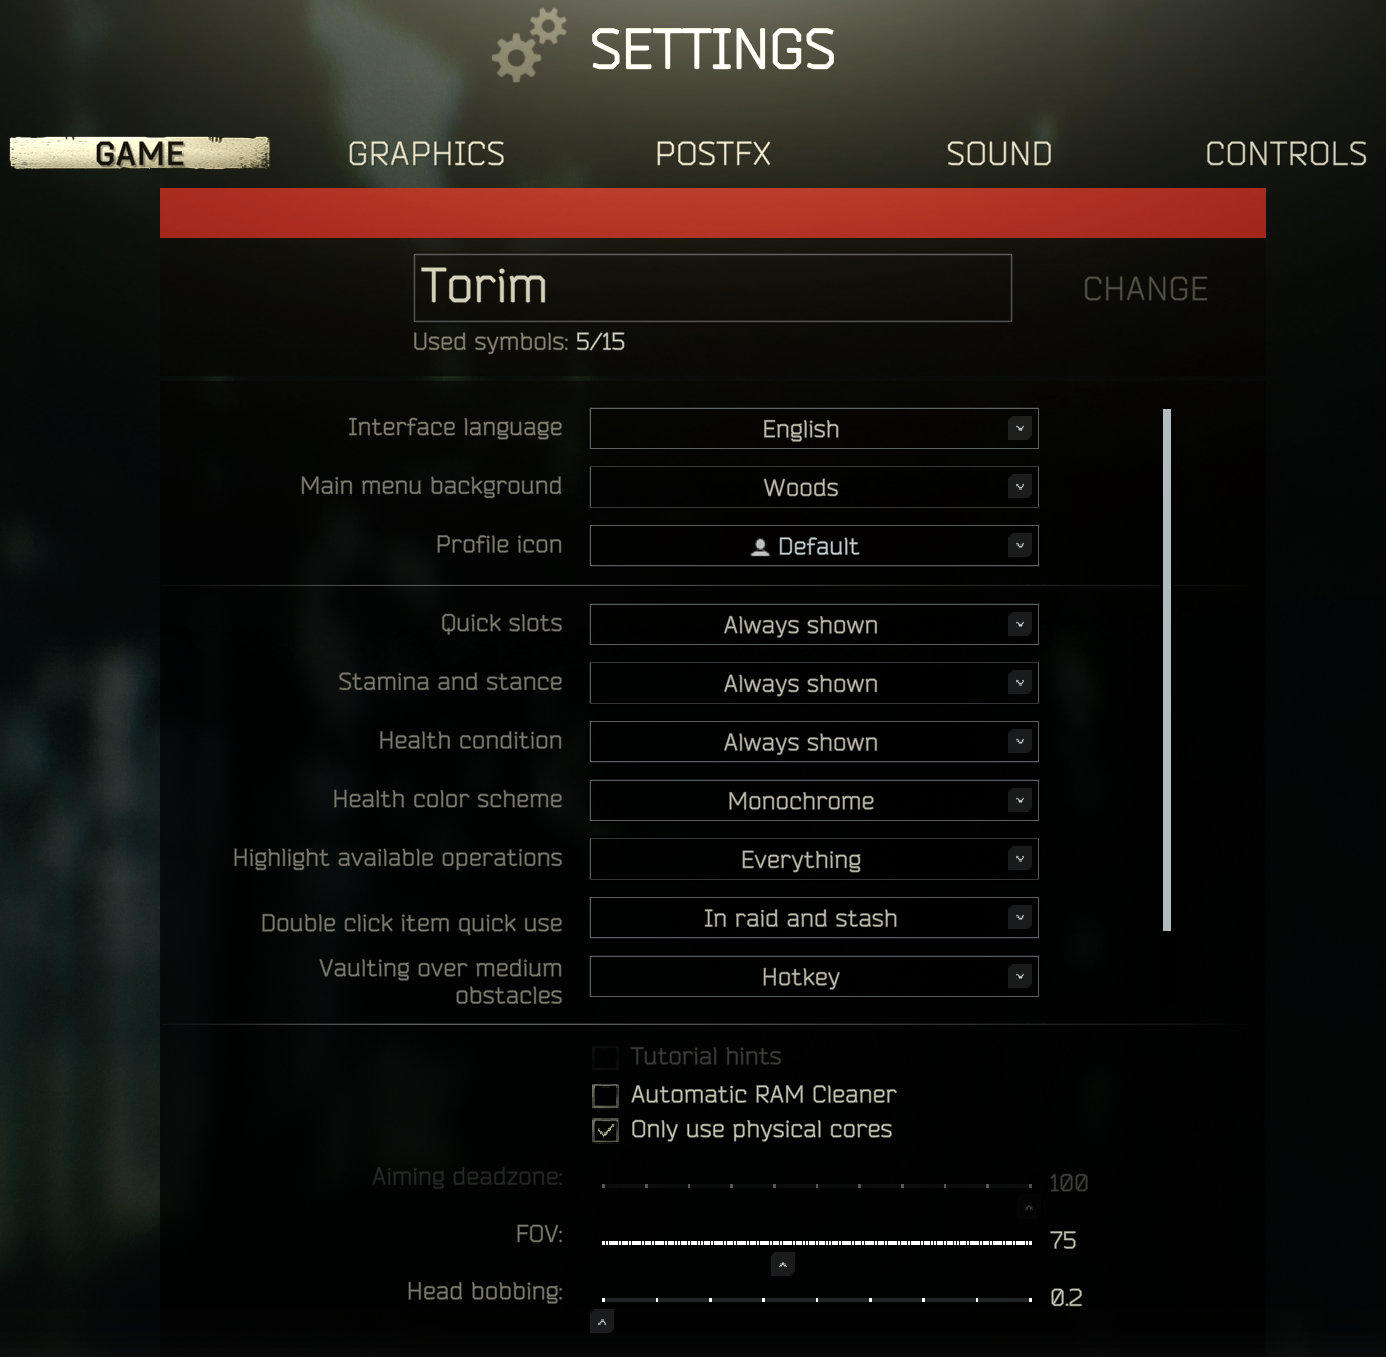 SETTINGS
GAME GRAPHICS POSTFX SOUND CONTROLS
Torim
CHANGE
Used symbols: 5/15
Interface language English
Main menu background Woods
Profile icon Default
Quick slots Always shown
Stamina and stance Always shown
Health condition Always shown
Health color scheme Monochrome
Highlight available operations Everything
Double click item quick use In raid and stash
Vaulting over medium
obstacles
Hotkey
Tutorial hints
Automatic RAM Cleaner
Only use physical cores
Aiming deadzone: 100
FOV: 75
Head bobbing: 0.2